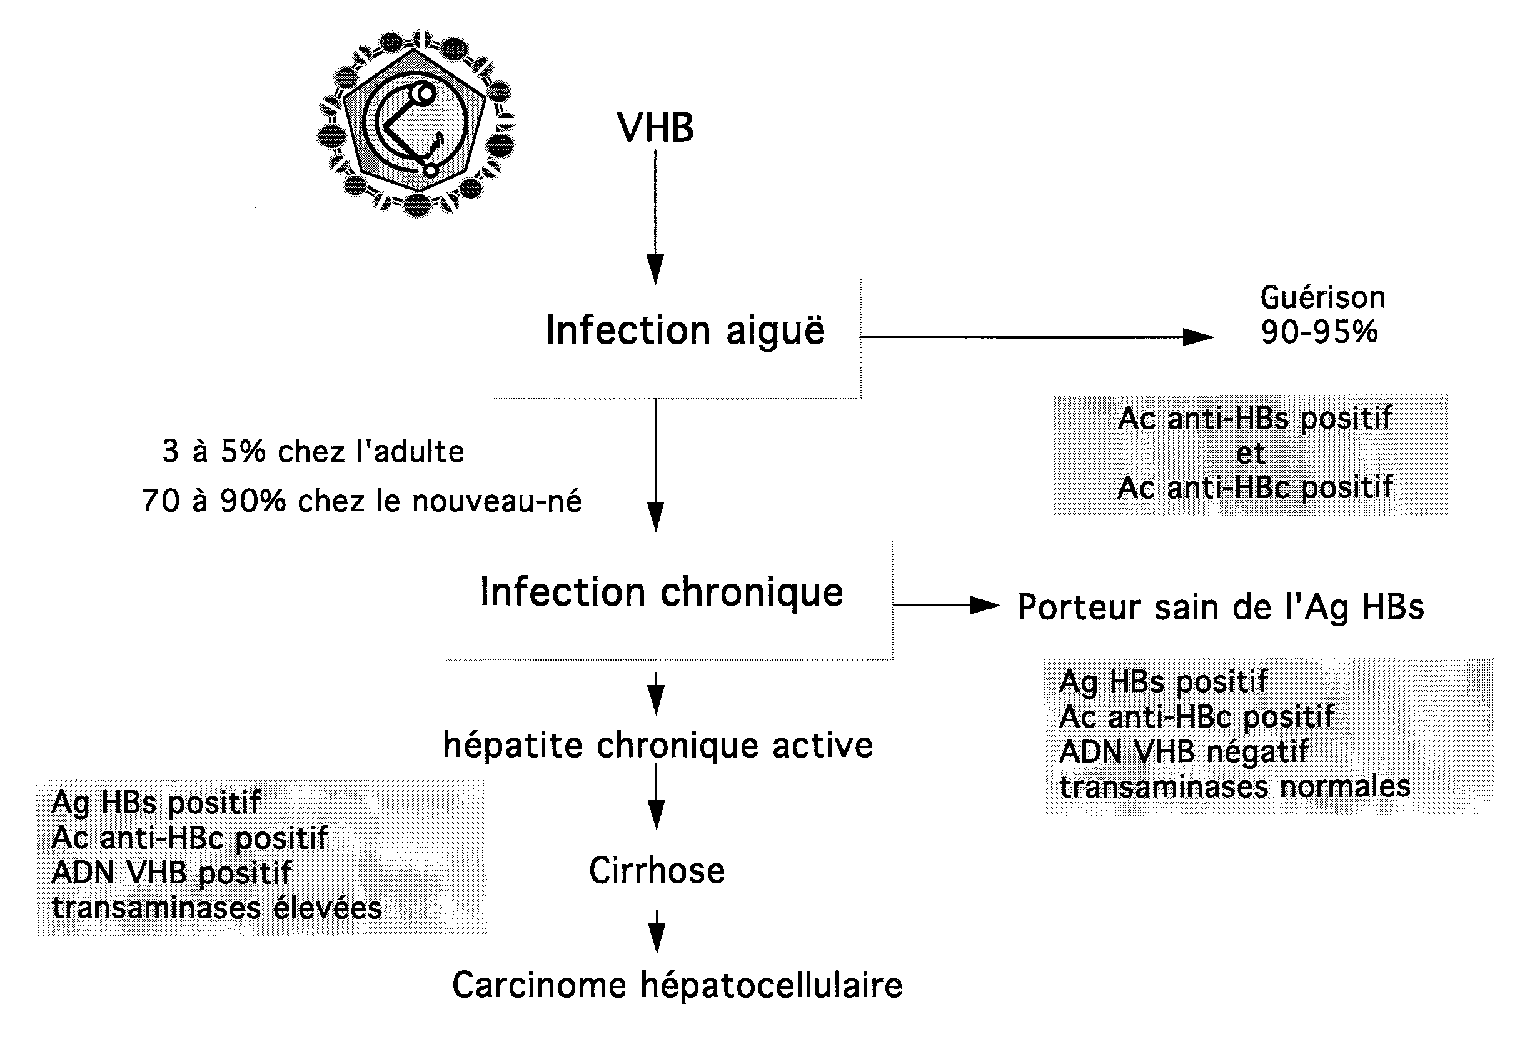 VHB
Infection aiguë
Guérison
90-95%
Ac anti-HBs positif
et
Ac anti-HBc positif
3 à 5% chez l'adulte
70 à 90% chez le nouveau-né
Infection chronique
Porteur sain de l'Ag HBs
Ag HBs positif
Ac anti-HBc positif
ADN VHB négatif
transaminases normales
hépatite chronique active
Ag HBs positif
Ac anti-HBc positif
ADN VHB positif
transaminases élevées
Cirrhose
Carcinome hépatocellulaire